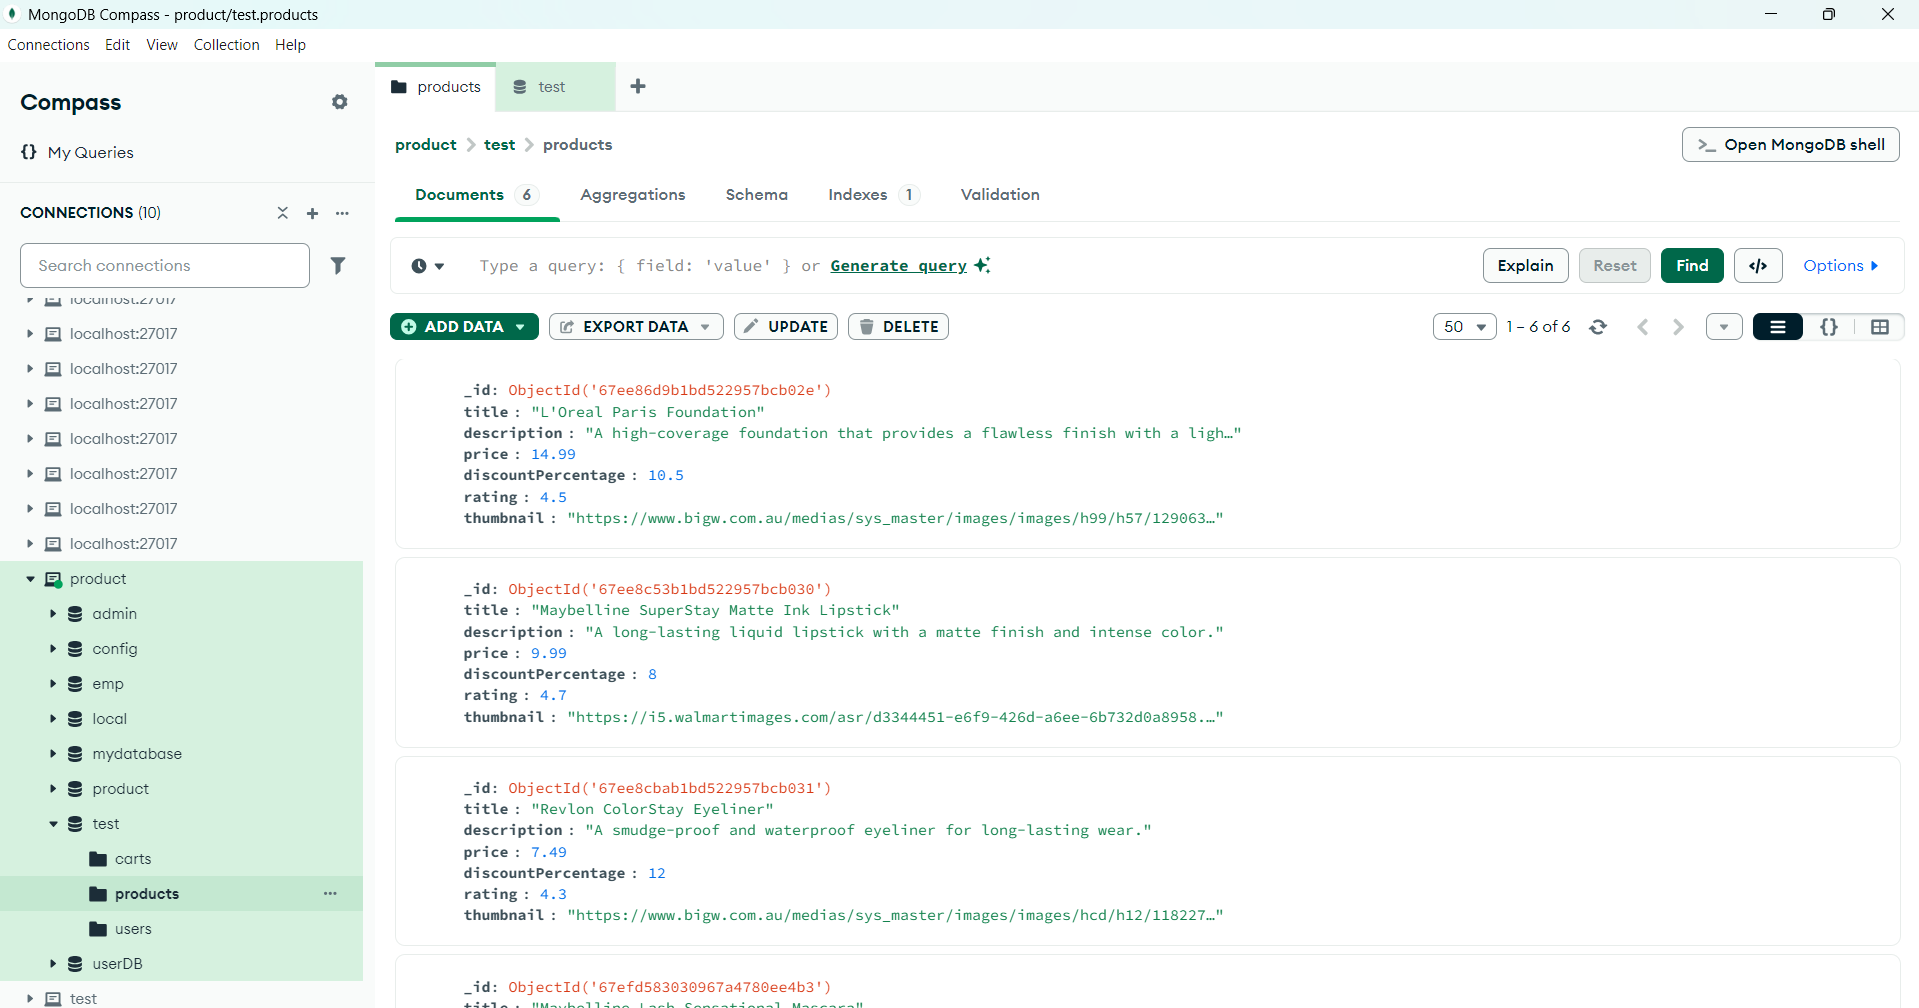 MongoDB Compass - product/test.products
Connections Edit View Collection Help
Compass
My Queries
CONNECTIONS (10)
Search connections
localhost:27017
localhost:27017
localhost:27017
localhost:27017
localhost:27017
localhost:27017
localhost:27017
localhost:27017
product
admin
config
emp
local
mydatabase
product
test
carts
products
users
userDB
test
products test
product > test > products
>_ Open MongoDB shell
Documents 6 Aggregations Schema Indexes 1 Validation
Type a query: { field: 'value' } or Generate query
Explain Reset Find </> Options
ADD DATA EXPORT DATA UPDATE DELETE
50 1 – 6 of 6 {}
_id: ObjectId('67ee86d9b1bd522957bcb02e')
title : "L'Oreal Paris Foundation"
description : "A high-coverage foundation that provides a flawless finish with a ligh…"
price : 14.99
discountPercentage : 10.5
rating : 4.5
thumbnail : "https://www.bigw.com.au/medias/sys_master/images/images/h99/h57/129063…"
_id: ObjectId('67ee8c53b1bd522957bcb030')
title : "Maybelline SuperStay Matte Ink Lipstick"
description : "A long-lasting liquid lipstick with a matte finish and intense color."
price : 9.99
discountPercentage : 8
rating : 4.7
thumbnail : "https://i5.walmartimages.com/asr/d3344451-e6f9-426d-a6ee-6b732d0a8958.…"
_id: ObjectId('67ee8cbab1bd522957bcb031')
title : "Revlon ColorStay Eyeliner"
description : "A smudge-proof and waterproof eyeliner for long-lasting wear."
price : 7.49
discountPercentage : 12
rating : 4.3
thumbnail : "https://www.bigw.com.au/medias/sys_master/images/images/hcd/h12/118227…"
_id: ObjectId('67efd583030967a4780ee4b3')
title : "Maybelline Lash Sensational Mascara"